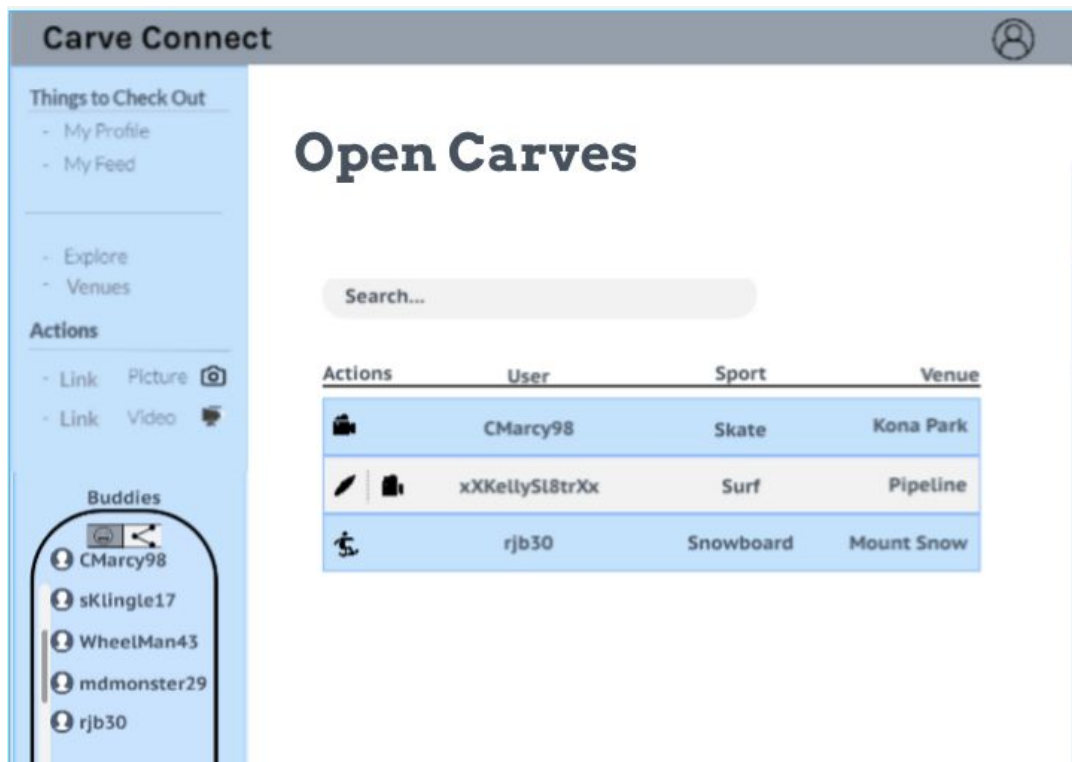 Carve Connect
Things to Check Out
- My Profile
- My Feed
- Explore
- Venues
Actions
- Link Picture
- Link Video
Buddies
CMarcy98
sKlingle17
WheelMan43
mdmonster29
rjb30
Open Carves
Search...
Actions User Sport Venue
CMarcy98 Skate Kona Park
xXKellySl8trXx Surf Pipeline
rjb30 Snowboard Mount Snow